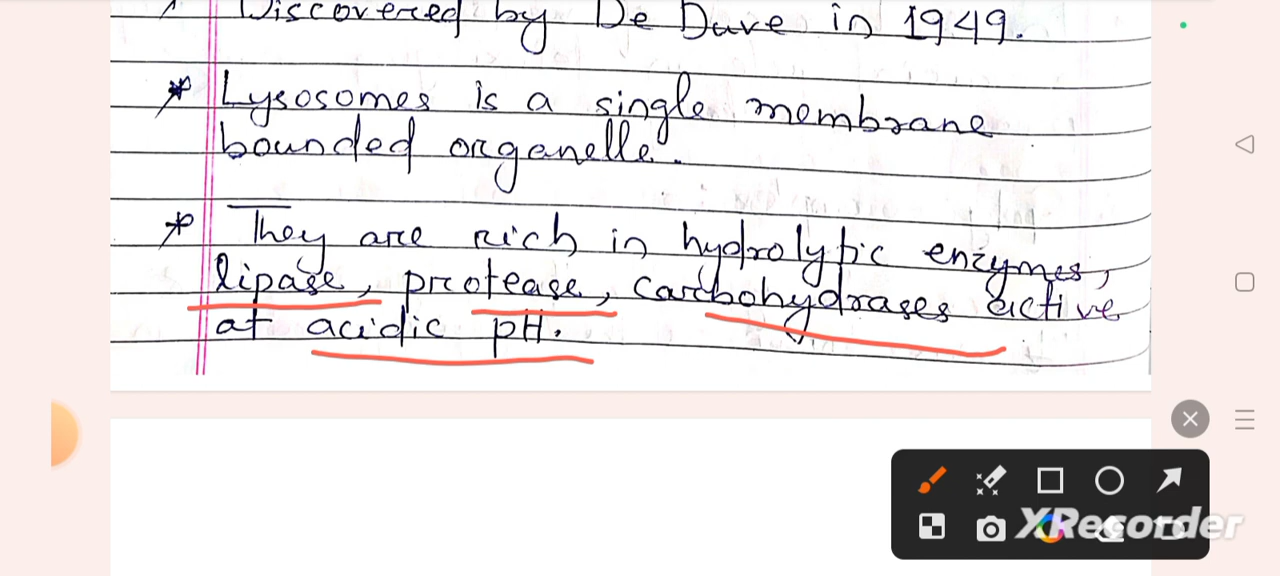 Discovered by De Duve in 1949.
* Lysosomes is a single membrane
bounded organelle.
* They are rich in hydrolytic enzymes,
lipase, protease, carbohydrases active
at acidic pH.
XRecorder